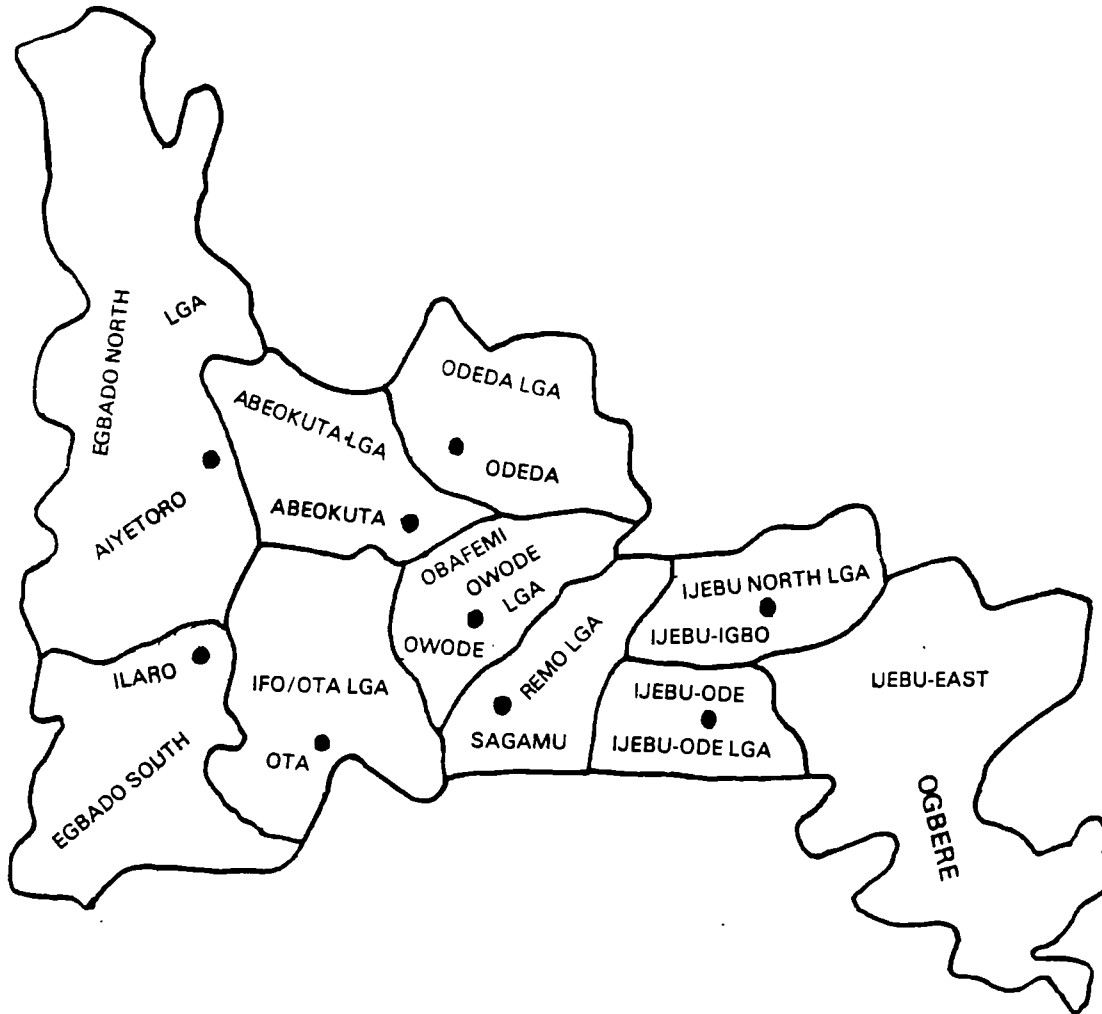 EGBADO NORTH
LGA
AIYETORO
ABEOKUTA-LGA
ABEOKUTA
ODEDA LGA
ODEDA
OBAFEMI
OWODE
LGA
OWODE
ILARO
EGBADO SOUTH
IFO/OTA LGA
OTA
REMO LGA
SAGAMU
IJEBU NORTH LGA
IJEBU-IGBO
IJEBU-ODE
IJEBU-ODE LGA
IJEBU-EAST
OGBERE